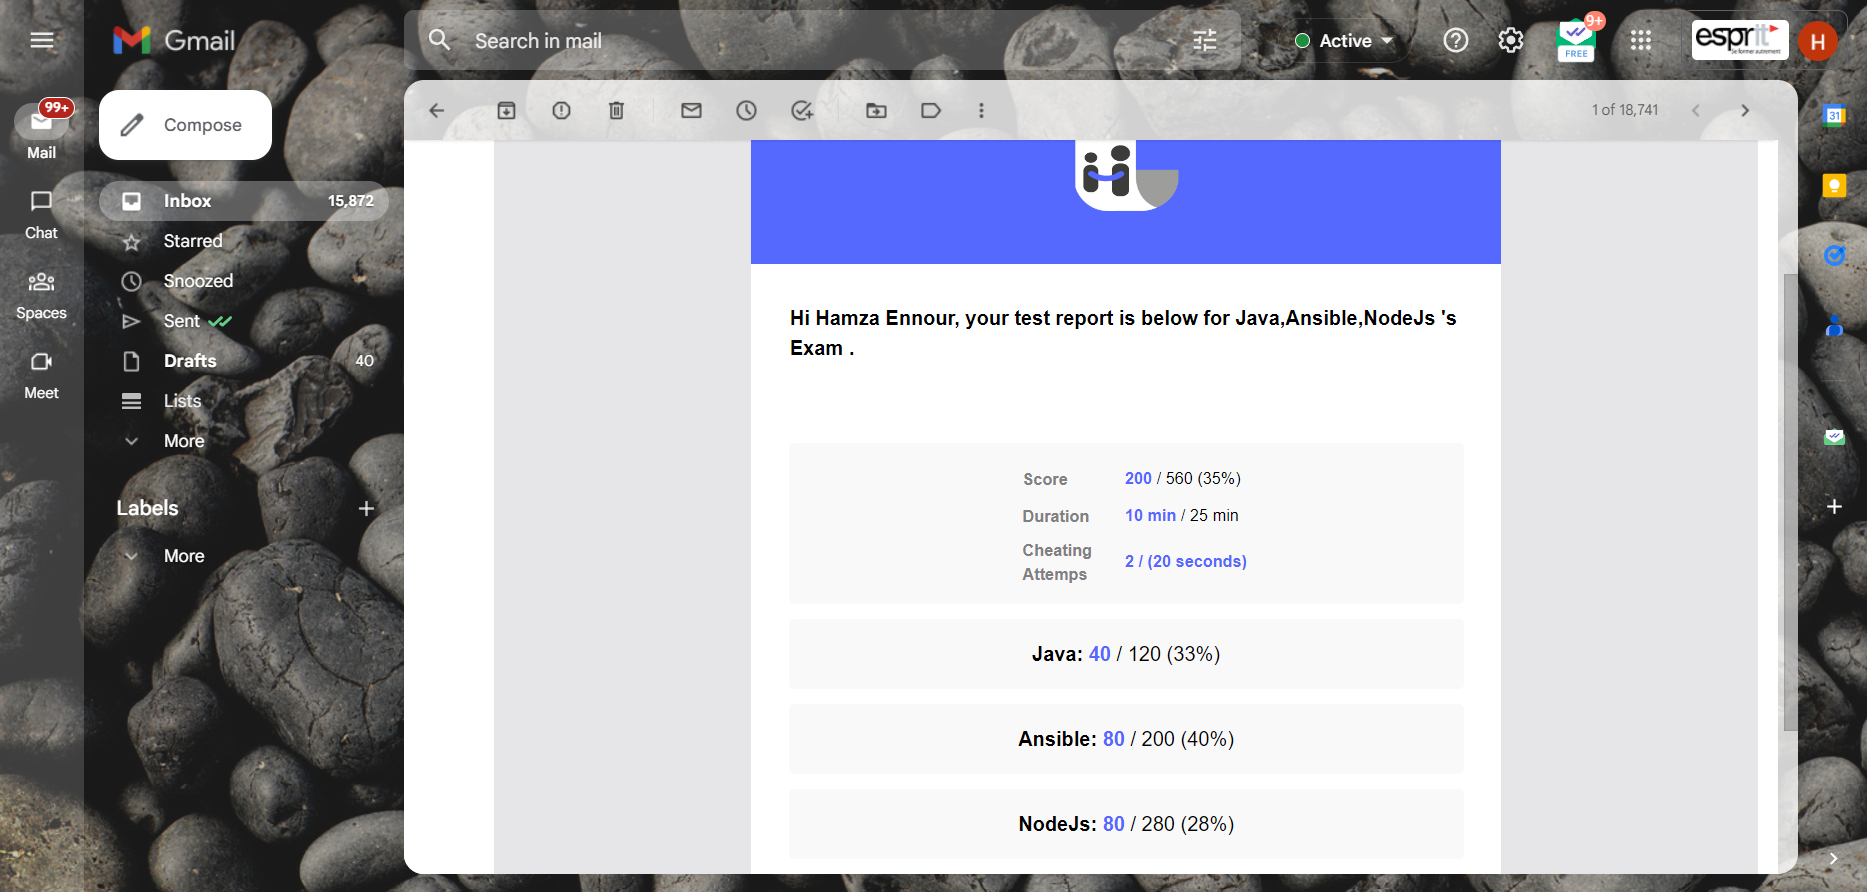 Gmail
Search in mail
Active
9+
FREE
esprit
Se former autrement
H
99+
Mail
Chat
Spaces
Meet
Compose
Inbox 15,872
Starred
Snoozed
Sent
Drafts 40
Lists
More
Labels
More
1 of 18,741
31
Hi Hamza Ennour, your test report is below for Java,Ansible,NodeJs 's
Exam .
Score 200 / 560 (35%)
Duration 10 min / 25 min
Cheating
Attemps 2 / (20 seconds)
Java: 40 / 120 (33%)
Ansible: 80 / 200 (40%)
NodeJs: 80 / 280 (28%)